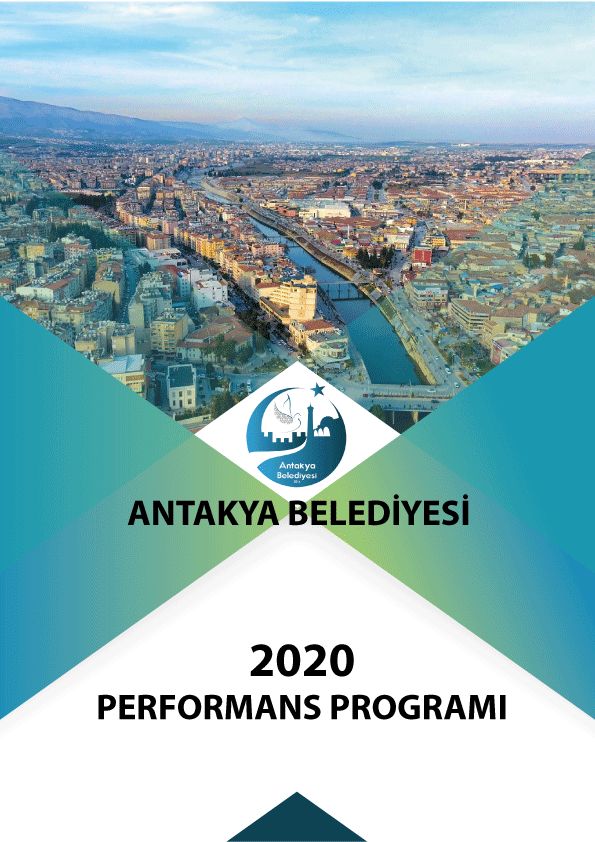 Antakya
Belediyesi
ANTAKYA BELEDİYESİ
2020
PERFORMANS PROGRAMI